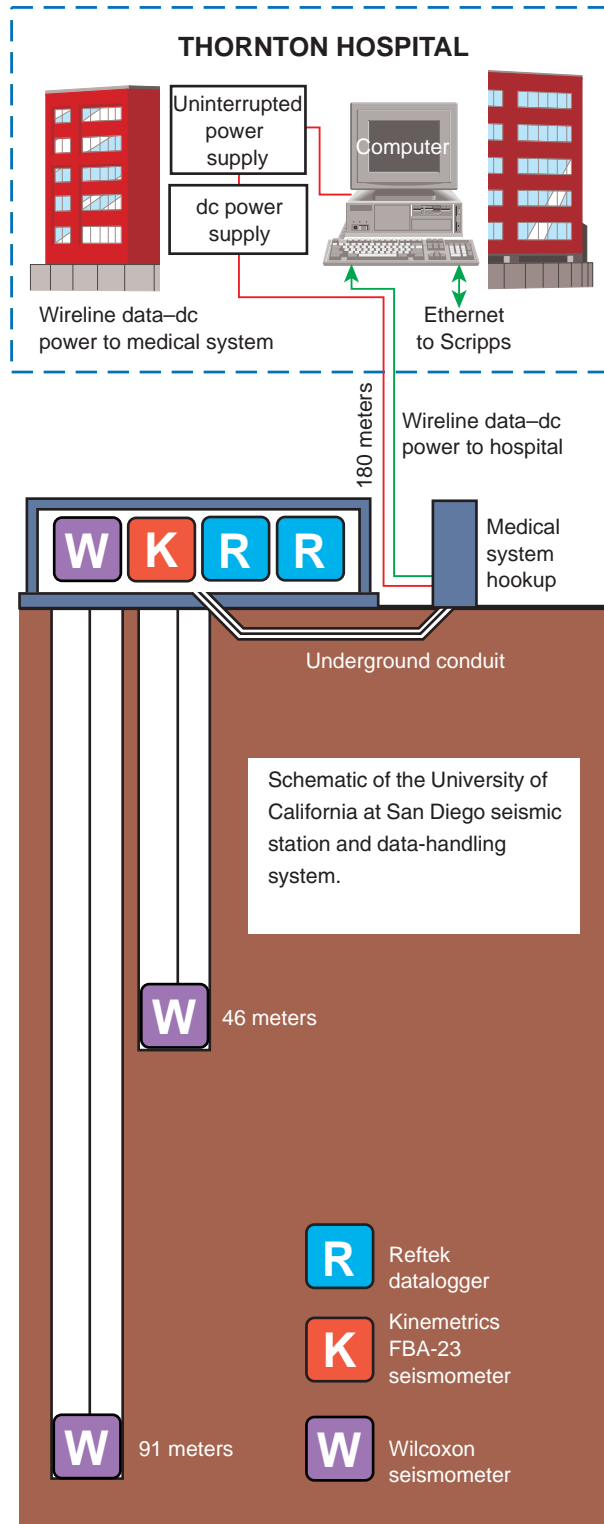 THORNTON HOSPITAL
Uninterrupted
power
supply
Computer
dc power
supply
Wireline data–dc
power to medical system
Ethernet
to Scripps
180 meters
Wireline data–dc
power to hospital
W K R R
Medical
system
hookup
Underground conduit
Schematic of the University of
California at San Diego seismic
station and data-handling
system.
W
46 meters
R
Reftek
datalogger
K
Kinemetrics
FBA-23
seismometer
W
91 meters
W
Wilcoxon
seismometer